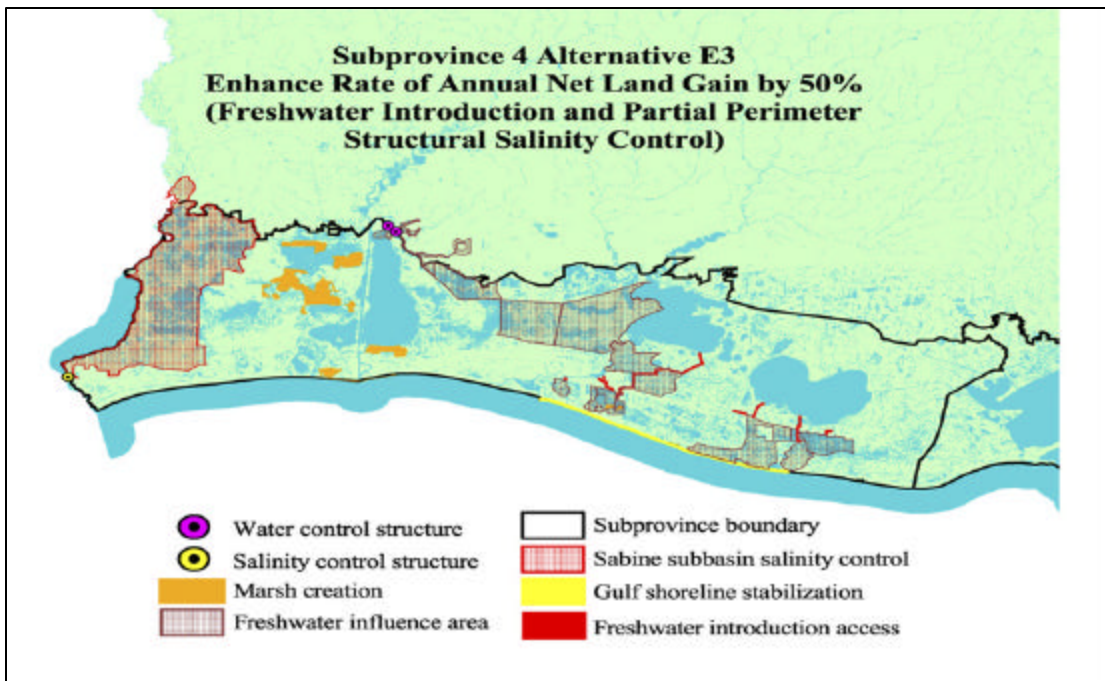 Subprovince 4 Alternative E3
Enhance Rate of Annual Net Land Gain by 50%
(Freshwater Introduction and Partial Perimeter
Structural Salinity Control)
Water control structure
Salinity control structure
Marsh creation
Freshwater influence area
Subprovince boundary
Sabine subbasin salinity control
Gulf shoreline stabilization
Freshwater introduction access